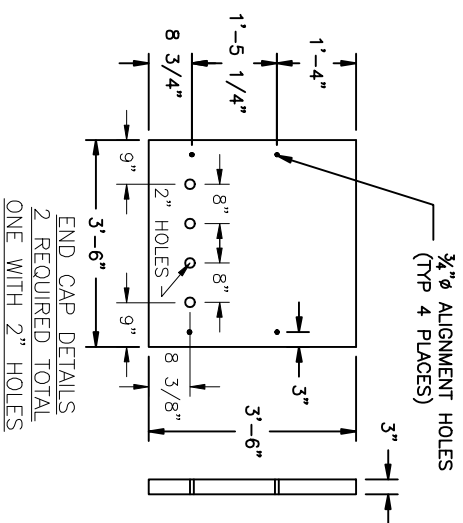 3/4"ø ALIGNMENT HOLES
(TYP 4 PLACES)
3"
1'-4"
1'-5 1/4"
8 3/4"
3"
3'-6"
9"
8"
8"
2" HOLES
9"
8 3/8"
3'-6"
END CAP DETAILS
2 REQUIRED TOTAL
ONE WITH 2" HOLES